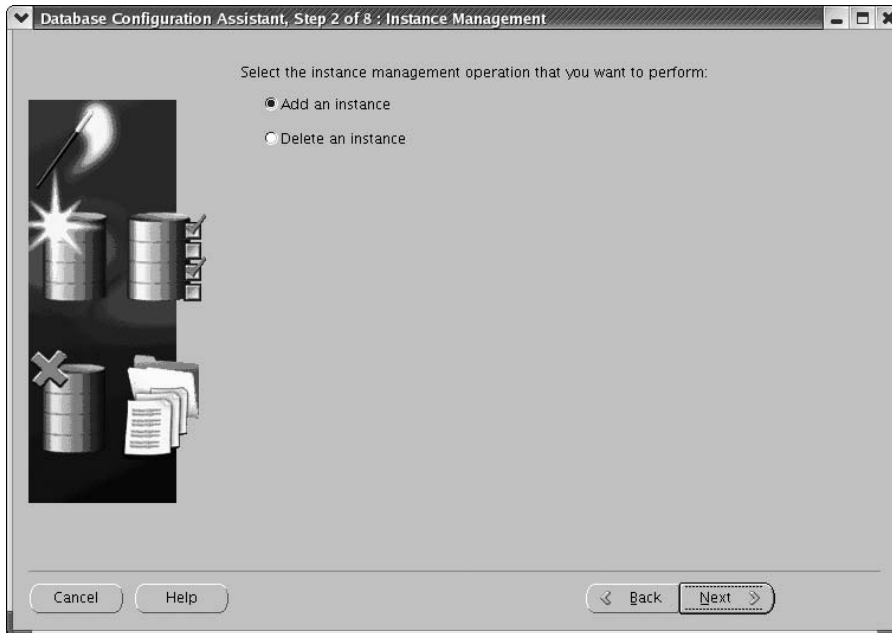 Database Configuration Assistant, Step 2 of 8 : Instance Management
Select the instance management operation that you want to perform:
Add an instance
Delete an instance
Cancel
Help
Back
Next